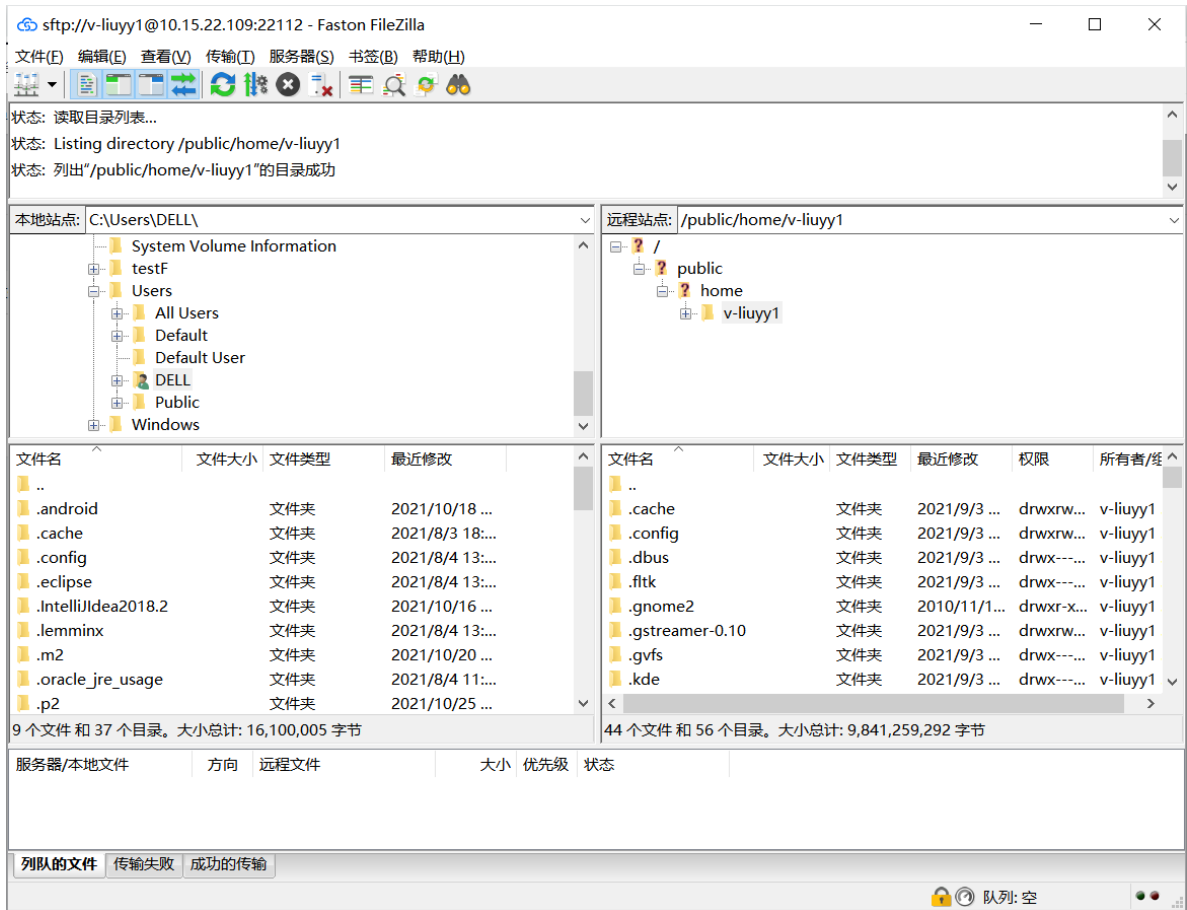 sftp://v-liuyy1@10.15.22.109:22112 - Faston FileZilla
文件(F) 编辑(E) 查看(V) 传输(T) 服务器(S) 书签(B) 帮助(H)
状态: 读取目录列表...
状态: Listing directory /public/home/v-liuyy1
状态: 列出“/public/home/v-liuyy1”的目录成功
本地站点: C:\Users\DELL\
System Volume Information
testF
Users
All Users
Default
Default User
DELL
Public
Windows
远程站点: /public/home/v-liuyy1
/
public
home
v-liuyy1
文件名 文件大小 文件类型 最近修改
..
.android 文件夹 2021/10/18 ...
.cache 文件夹 2021/8/3 18:...
.config 文件夹 2021/8/4 13:...
.eclipse 文件夹 2021/8/4 13:...
.IntelliJIdea2018.2 文件夹 2021/10/16 ...
.lemminx 文件夹 2021/8/4 13:...
.m2 文件夹 2021/10/20 ...
.oracle_jre_usage 文件夹 2021/8/4 11:...
.p2 文件夹 2021/10/25 ...
9 个文件 和 37 个目录。大小总计: 16,100,005 字节
文件名 文件大小 文件类型 最近修改 权限 所有者/组
..
.cache 文件夹 2021/9/3 ... drwxrw... v-liuyy1
.config 文件夹 2021/9/3 ... drwxrw... v-liuyy1
.dbus 文件夹 2021/9/3 ... drwx---... v-liuyy1
.fltk 文件夹 2021/9/3 ... drwx---... v-liuyy1
.gnome2 文件夹 2010/11/1... drwxr-x... v-liuyy1
.gstreamer-0.10 文件夹 2021/9/3 ... drwxrw... v-liuyy1
.gvfs 文件夹 2021/9/3 ... drwx---... v-liuyy1
.kde 文件夹 2021/9/3 ... drwx---... v-liuyy1
44 个文件 和 56 个目录。大小总计: 9,841,259,292 字节
服务器/本地文件 方向 远程文件 大小 优先级 状态
列队的文件 传输失败 成功的传输
队列: 空